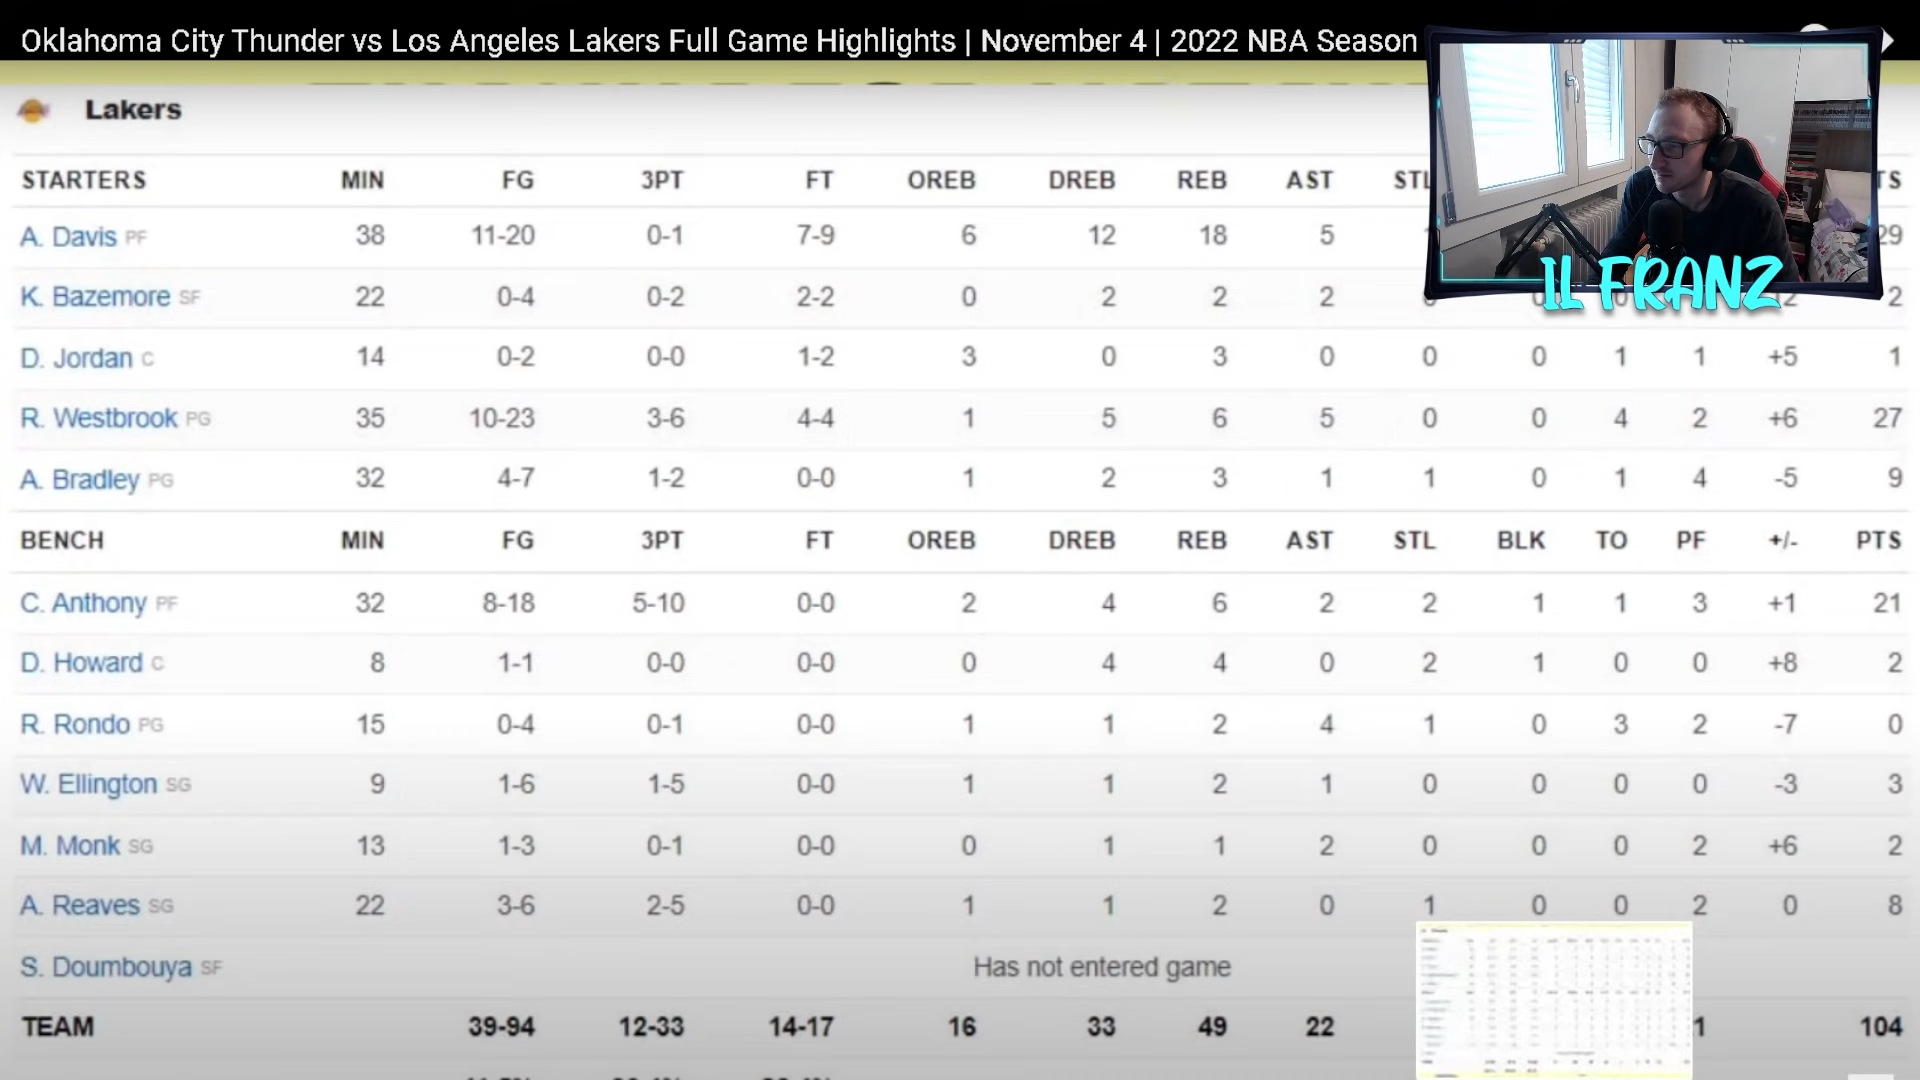 Oklahoma City Thunder vs Los Angeles Lakers Full Game Highlights | November 4 | 2022 NBA Season
Lakers
STARTERS MIN FG 3PT FT OREB DREB REB AST STL TS
A. Davis PF 38 11-20 0-1 7-9 6 12 18 5 29
IL FRANZ
K. Bazemore SF 22 0-4 0-2 2-2 0 2 2 2 2
D. Jordan C 14 0-2 0-0 1-2 3 0 3 0 0 0 1 1 +5 1
R. Westbrook PG 35 10-23 3-6 4-4 1 5 6 5 0 0 4 2 +6 27
A. Bradley PG 32 4-7 1-2 0-0 1 2 3 1 1 0 1 4 -5 9
BENCH MIN FG 3PT FT OREB DREB REB AST STL BLK TO PF +/- PTS
C. Anthony PF 32 8-18 5-10 0-0 2 4 6 2 2 1 1 3 +1 21
D. Howard C 8 1-1 0-0 0-0 0 4 4 0 2 1 0 0 +8 2
R. Rondo PG 15 0-4 0-1 0-0 1 1 2 4 1 0 3 2 -7 0
W. Ellington SG 9 1-6 1-5 0-0 1 1 2 1 0 0 0 0 -3 3
M. Monk SG 13 1-3 0-1 0-0 0 1 1 2 0 0 0 2 +6 2
A. Reaves SG 22 3-6 2-5 0-0 1 1 2 0 1 0 0 2 0 8
S. Doumbouya SF Has not entered game
TEAM 39-94 12-33 14-17 16 33 49 22 1 104